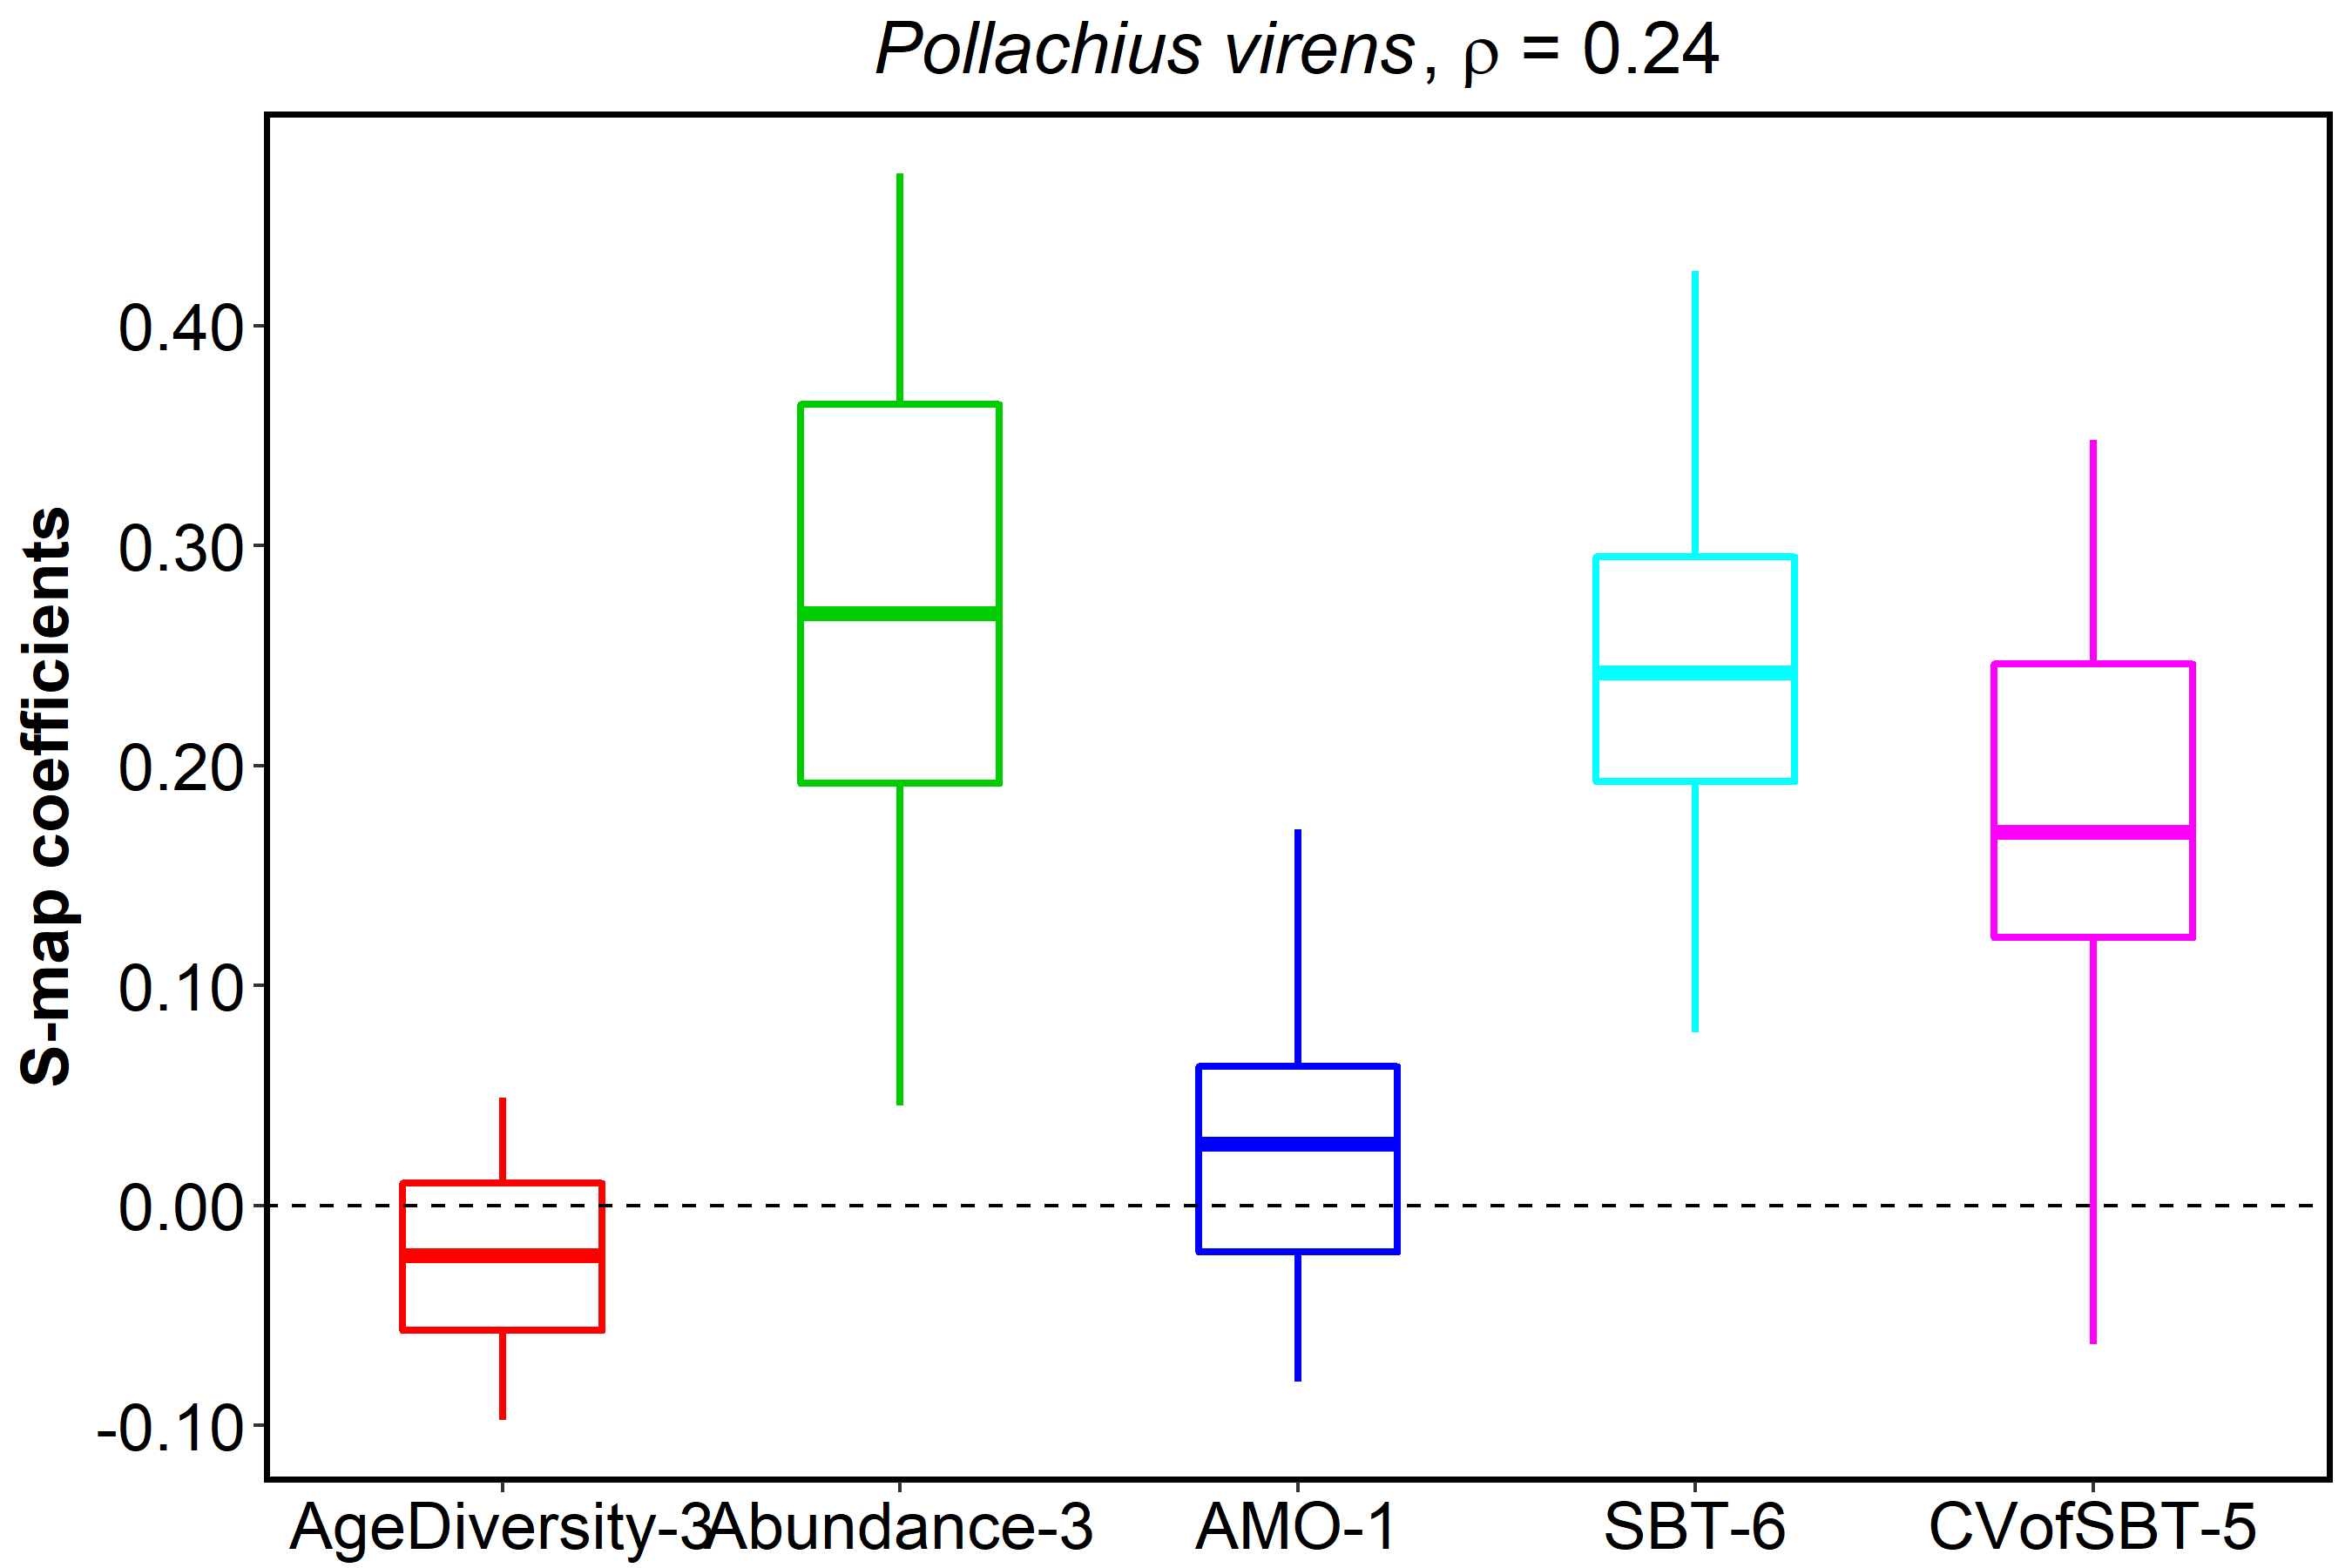 Pollachius virens, ρ = 0.24
S-map coefficients
0.40
0.30
0.20
0.10
0.00
-0.10
AgeDiversity-3 Abundance-3 AMO-1 SBT-6 CVofSBT-5